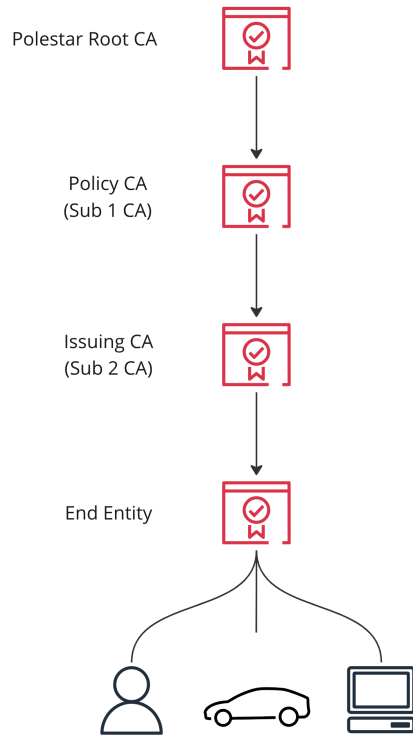 Polestar Root CA
Policy CA
(Sub 1 CA)
Issuing CA
(Sub 2 CA)
End Entity